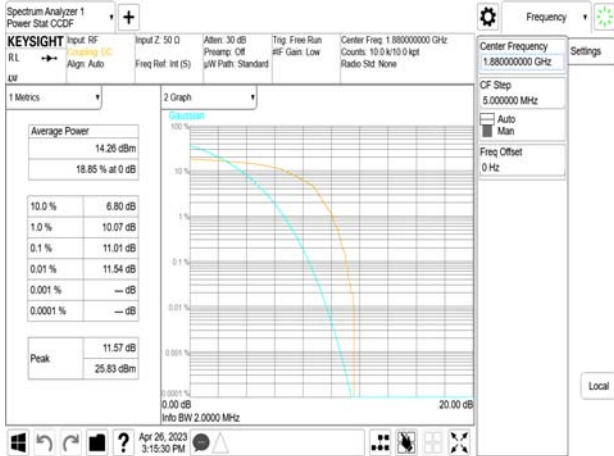 Spectrum Analyzer 1
Power Stat CCDF
+
KEYSIGHT
RL
Input: RF
Coupling: DC
Align: Auto
Input Z: 50 Ω
Freq Ref: Int (S)
Atten: 30 dB
Preamp: Off
µW Path: Standard
Trig: Free Run
#IF Gain: Low
Center Freq: 1.880000000 GHz
Counts: 10.0 k/10.0 kpt
Radio Std: None
1 Metrics
Average Power
14.26 dBm
18.85 % at 0 dB
10.0 % 6.80 dB
1.0 % 10.07 dB
0.1 % 11.01 dB
0.01 % 11.54 dB
0.001 % --- dB
0.0001 % --- dB
Peak
11.57 dB
25.83 dBm
2 Graph
Gaussian
100 %
10 %
1 %
0.1 %
0.01 %
0.001 %
0.0001 %
0.00 dB
20.00 dB
Info BW 2.0000 MHz
Frequency
Center Frequency
1.880000000 GHz
Settings
CF Step
5.000000 MHz
Auto
Man
Freq Offset
0 Hz
Local
?
Apr 26, 2023
3:15:30 PM